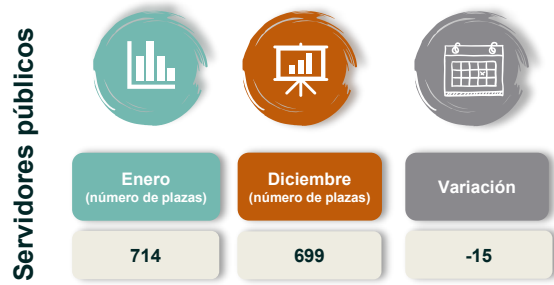 Servidores públicos
Enero
(número de plazas)
Diciembre
(número de plazas)
Variación
714
699
-15